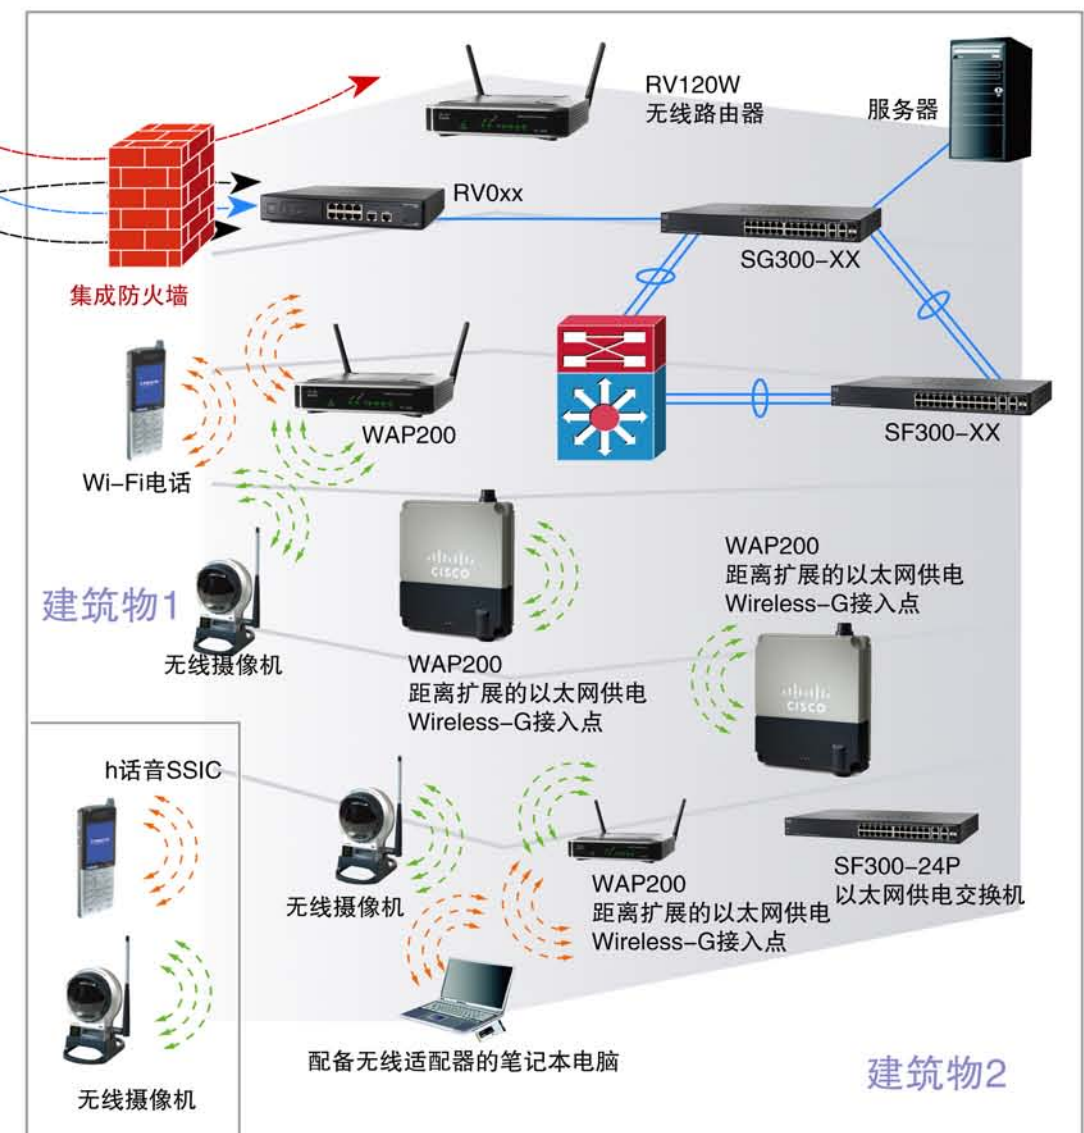 RV120W
无线路由器
服务器
RV0xx
SG300-XX
集成防火墙
WAP200
SF300-XX
Wi-Fi电话
CISCO
WAP200
距离扩展的以太网供电
Wireless-G接入点
建筑物1
无线摄像机
WAP200
距离扩展的以太网供电
Wireless-G接入点
CISCO
h话音SSIC
无线摄像机
WAP200
距离扩展的以太网供电
Wireless-G接入点
SF300-24P
以太网供电交换机
配备无线适配器的笔记本电脑
建筑物2
无线摄像机